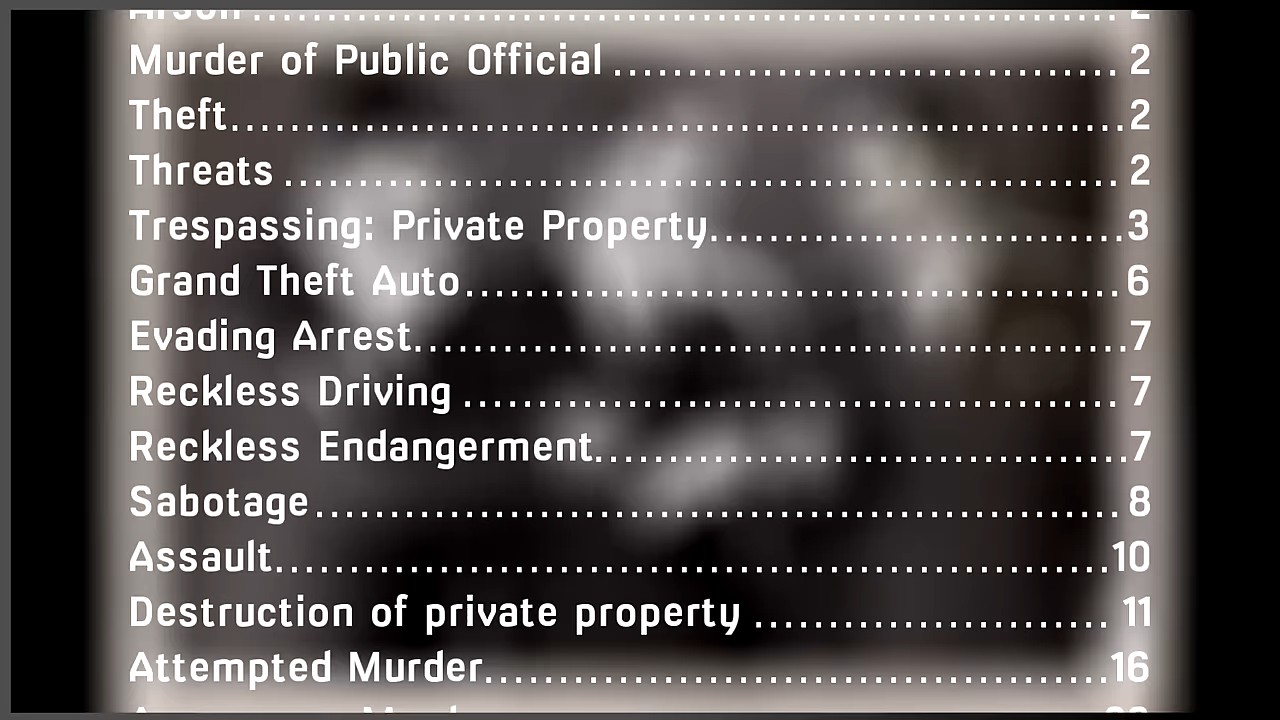 Arson .......................................................................... 2
Murder of Public Official .......................................... 2
Theft.......................................................................... 2
Threats ..................................................................... 2
Trespassing: Private Property..................................3
Grand Theft Auto...................................................... 6
Evading Arrest...........................................................7
Reckless Driving ...................................................... 7
Reckless Endangerment............................................7
Sabotage.................................................................. 8
Assault....................................................................10
Destruction of private property ............................. 11
Attempted Murder...................................................16